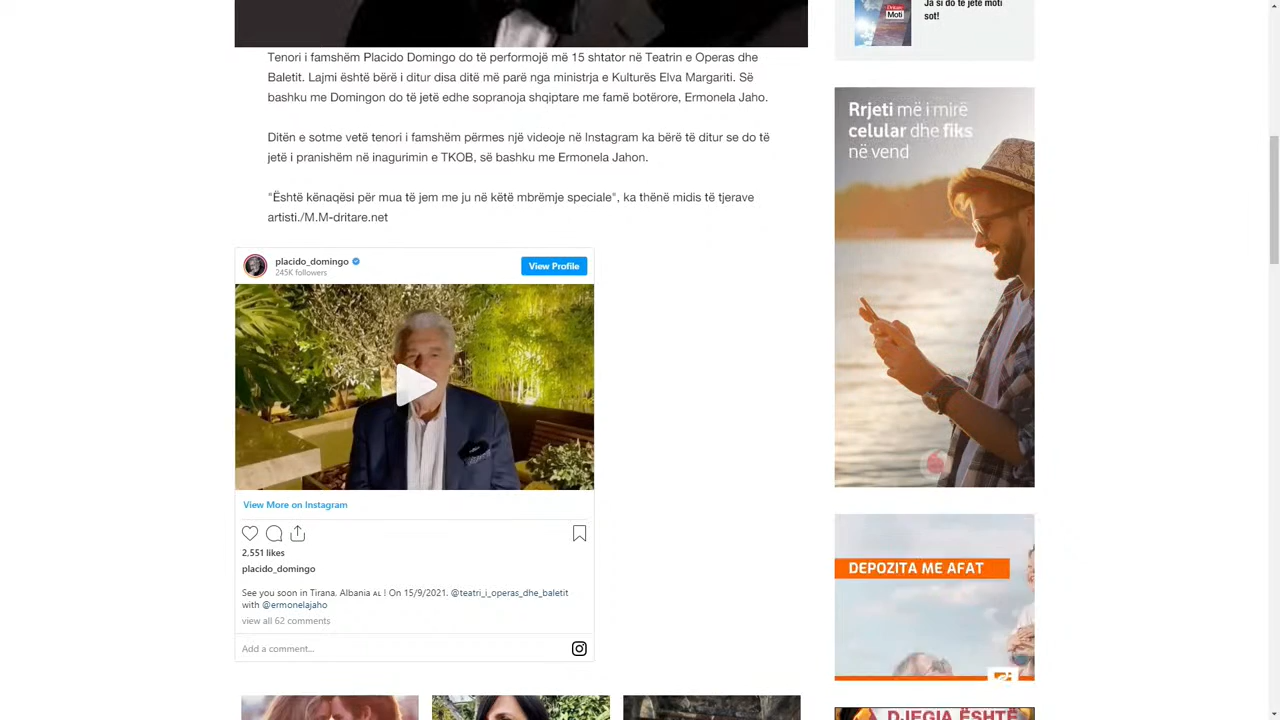 Ja si do të jetë moti
sot!
Dritare
Moti
Tenori i famshëm Placido Domingo do të performojë më 15 shtator në Teatrin e Operas dhe
Baletit. Lajmi është bërë i ditur disa ditë më parë nga ministrja e Kulturës Elva Margariti. Së
bashku me Domingon do të jetë edhe sopranoja shqiptare me famë botërore, Ermonela Jaho.
Ditën e sotme vetë tenori i famshëm përmes një videoje në Instagram ka bërë të ditur se do të
jetë i pranishëm në inagurimin e TKOB, së bashku me Ermonela Jahon.
"Është kënaqësi për mua të jem me ju në këtë mbrëmje speciale", ka thënë midis të tjerave
artisti./M.M-dritare.net
placido_domingo
245K followers
View Profile
View More on Instagram
2,551 likes
placido_domingo
See you soon in Tirana. Albania AL ! On 15/9/2021. @teatri_i_operas_dhe_baletit
with @ermonelajaho
view all 62 comments
Add a comment...
Rrjeti më i mirë
celular dhe fiks
në vend
DEPOZITA ME AFAT
DJEGIA ËSHTË